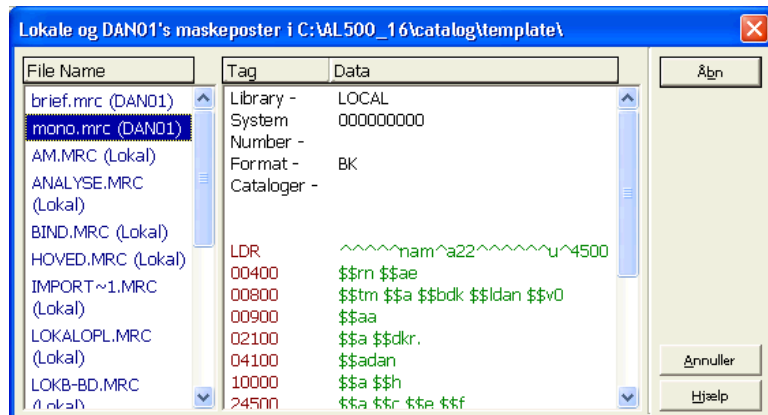 Lokale og DAN01's maskeposter i C:\AL500_16\catalog\template\
File Name
brief.mrc (DAN01)
mono.mrc (DAN01)
AM.MRC (Lokal)
ANALYSE.MRC
(Lokal)
BIND.MRC (Lokal)
HOVED.MRC (Lokal)
IMPORT~1.MRC
(Lokal)
LOKALOPL.MRC
(Lokal)
LOKB-BD.MRC
(Lokal)
Tag Data
Library - LOCAL
System 000000000
Number -
Format - BK
Cataloger -
LDR ^^^^^nam^a22^^^^^^u^4500
00400 $$rn $$ae
00800 $$tm $$a $$bdk $$ldan $$v0
00900 $$aa
02100 $$a $$dkr.
04100 $$adan
10000 $$a $$h
24500 $$a $$c $$e $$f
Åbn
Annuller
Hjælp